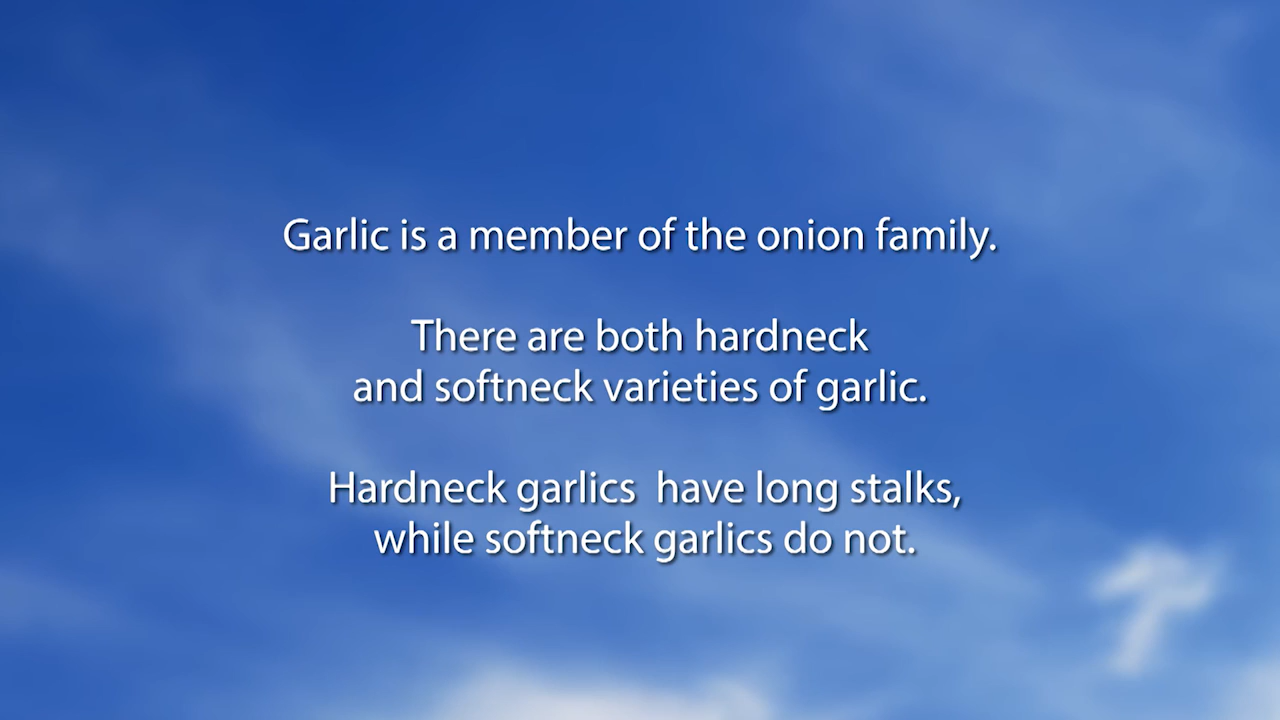 Garlic is a member of the onion family.
There are both hardneck
and softneck varieties of garlic.
Hardneck garlics  have long stalks,
while softneck garlics do not.